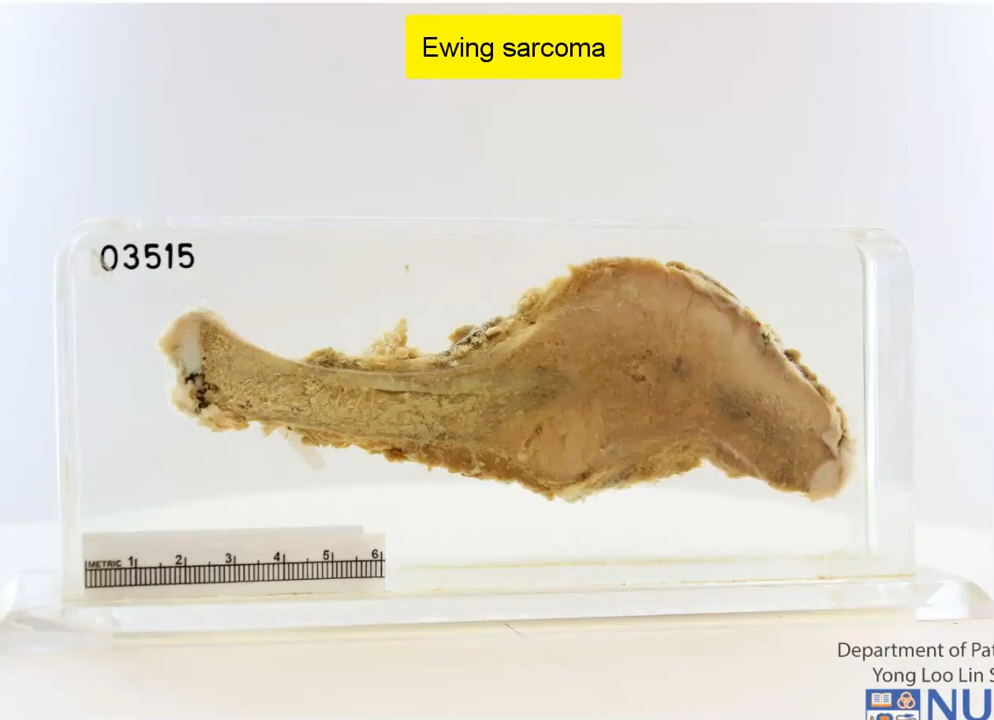 Ewing sarcoma
03515
METRIC 1 2 3 4 5 6
Department of Pat
Yong Loo Lin S
NU